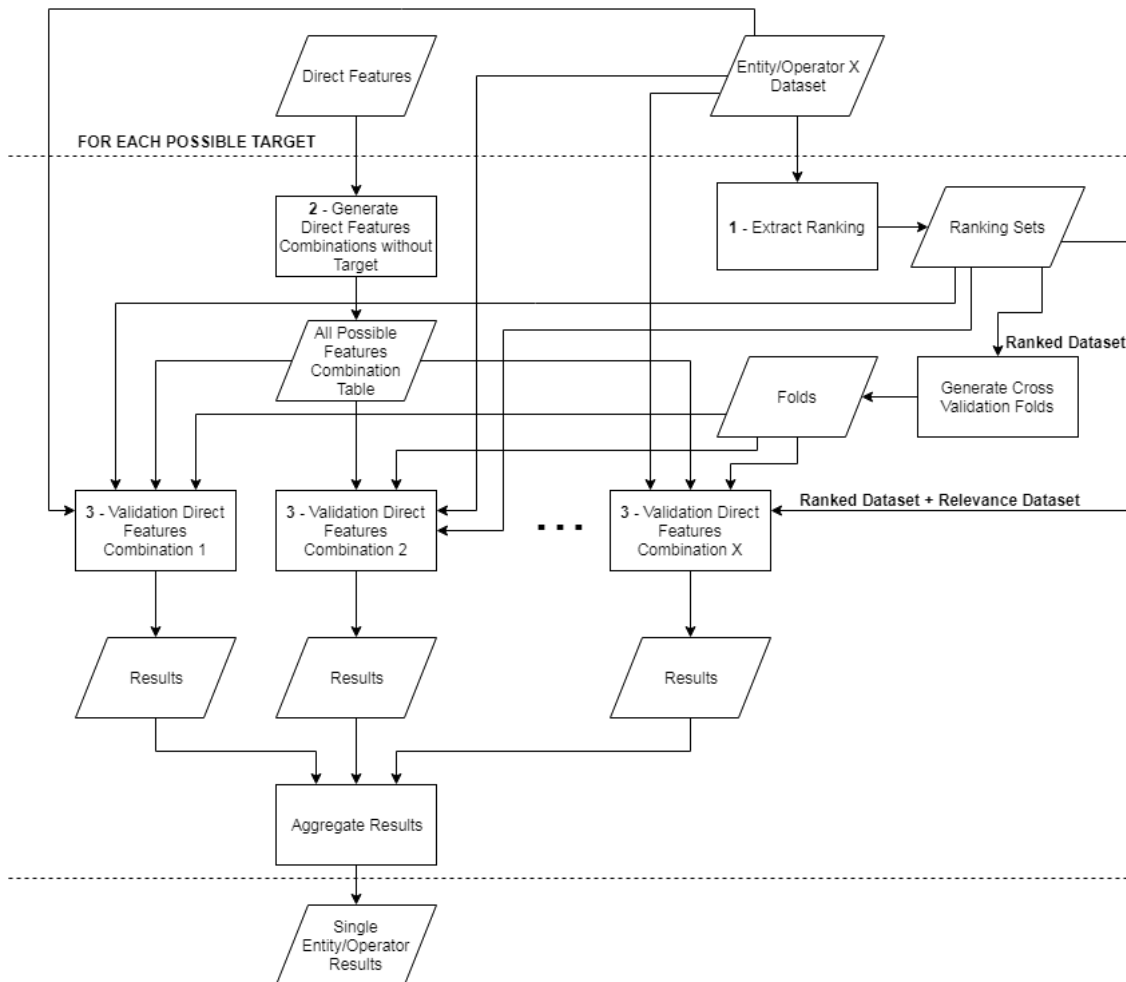 Direct Features
Entity/Operator X
Dataset
FOR EACH POSSIBLE TARGET
2 - Generate
Direct Features
Combinations without
Target
1 - Extract Ranking
Ranking Sets
All Possible
Features
Combination
Table
Ranked Dataset
Folds
Generate Cross
Validation Folds
3 - Validation Direct
Features
Combination 1
3 - Validation Direct
Features
Combination 2
...
3 - Validation Direct
Features
Combination X
Ranked Dataset + Relevance Dataset
Results
Results
Results
Aggregate Results
Single
Entity/Operator
Results